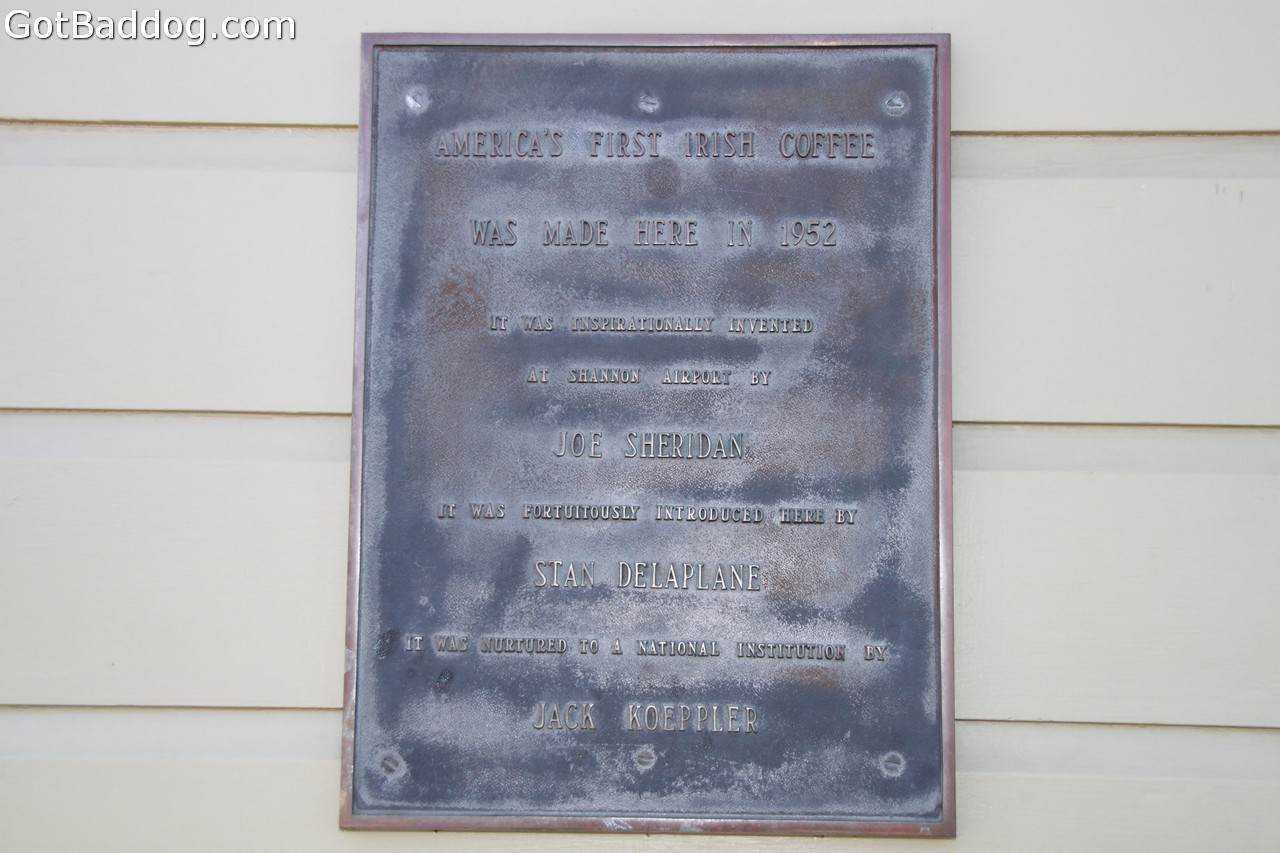 GotBaddog.com
AMERICA'S FIRST IRISH COFFEE
WAS MADE HERE IN 1952
IT WAS INSPIRATIONALLY INVENTED
AT SHANNON AIRPORT BY
JOE SHERIDAN
IT WAS FORTUITOUSLY INTRODUCED HERE BY
STAN DELAPLANE
IT WAS NURTURED TO A NATIONAL INSTITUTION BY
JACK KOEPPLER